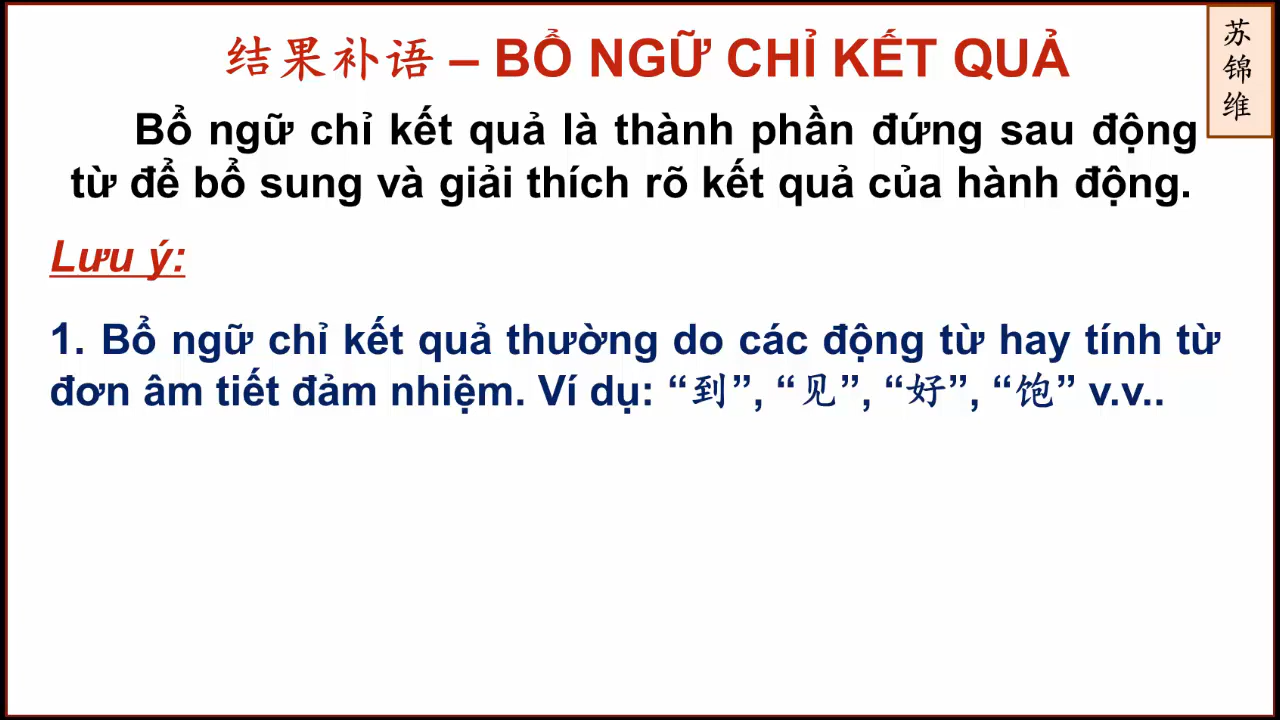 结果补语 – BỔ NGỮ CHỈ KẾT QUẢ
苏锦维
Bổ ngữ chỉ kết quả là thành phần đứng sau động
từ để bổ sung và giải thích rõ kết quả của hành động.
Lưu ý:
1. Bổ ngữ chỉ kết quả thường do các động từ hay tính từ
đơn âm tiết đảm nhiệm. Ví dụ: “到”, “见”, “好”, “饱” v.v..